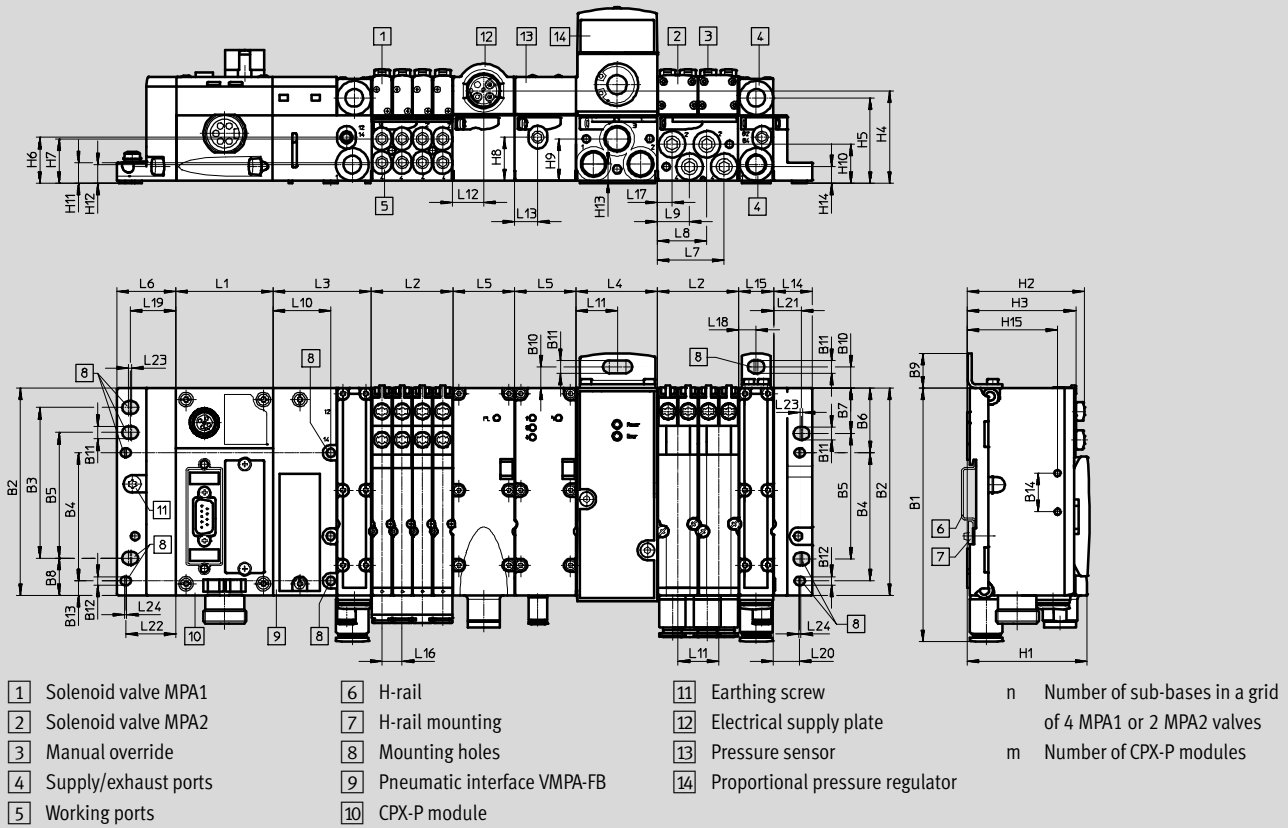 1 12 13 14 2 3 4
H6 H7 H11 H12 L12 L13 H8 H9 H13 L17 L9 L8 L7 H10 H14 H5 H4
5 4
L6 L1 L3 L2 L5 L5 L4 L2 L15 L14
L19 L10 L11 L18 L21
L23 8 8 B10 B11 8 B11 B10
H2
H3
H15
B9
B2 B3 B11 B5 B4 L23 B11 B7 B6 B5 B4 B2 B1 B14
11 6
8 7
B8 B12 B13 B12
L24 L24 8
L22 10 9 8 L16 L11 L20 H1
1 Solenoid valve MPA1
2 Solenoid valve MPA2
3 Manual override
4 Supply/exhaust ports
5 Working ports
6 H-rail
7 H-rail mounting
8 Mounting holes
9 Pneumatic interface VMPA-FB
10 CPX-P module
11 Earthing screw
12 Electrical supply plate
13 Pressure sensor
14 Proportional pressure regulator
n Number of sub-bases in a grid
of 4 MPA1 or 2 MPA2 valves
m Number of CPX-P modules